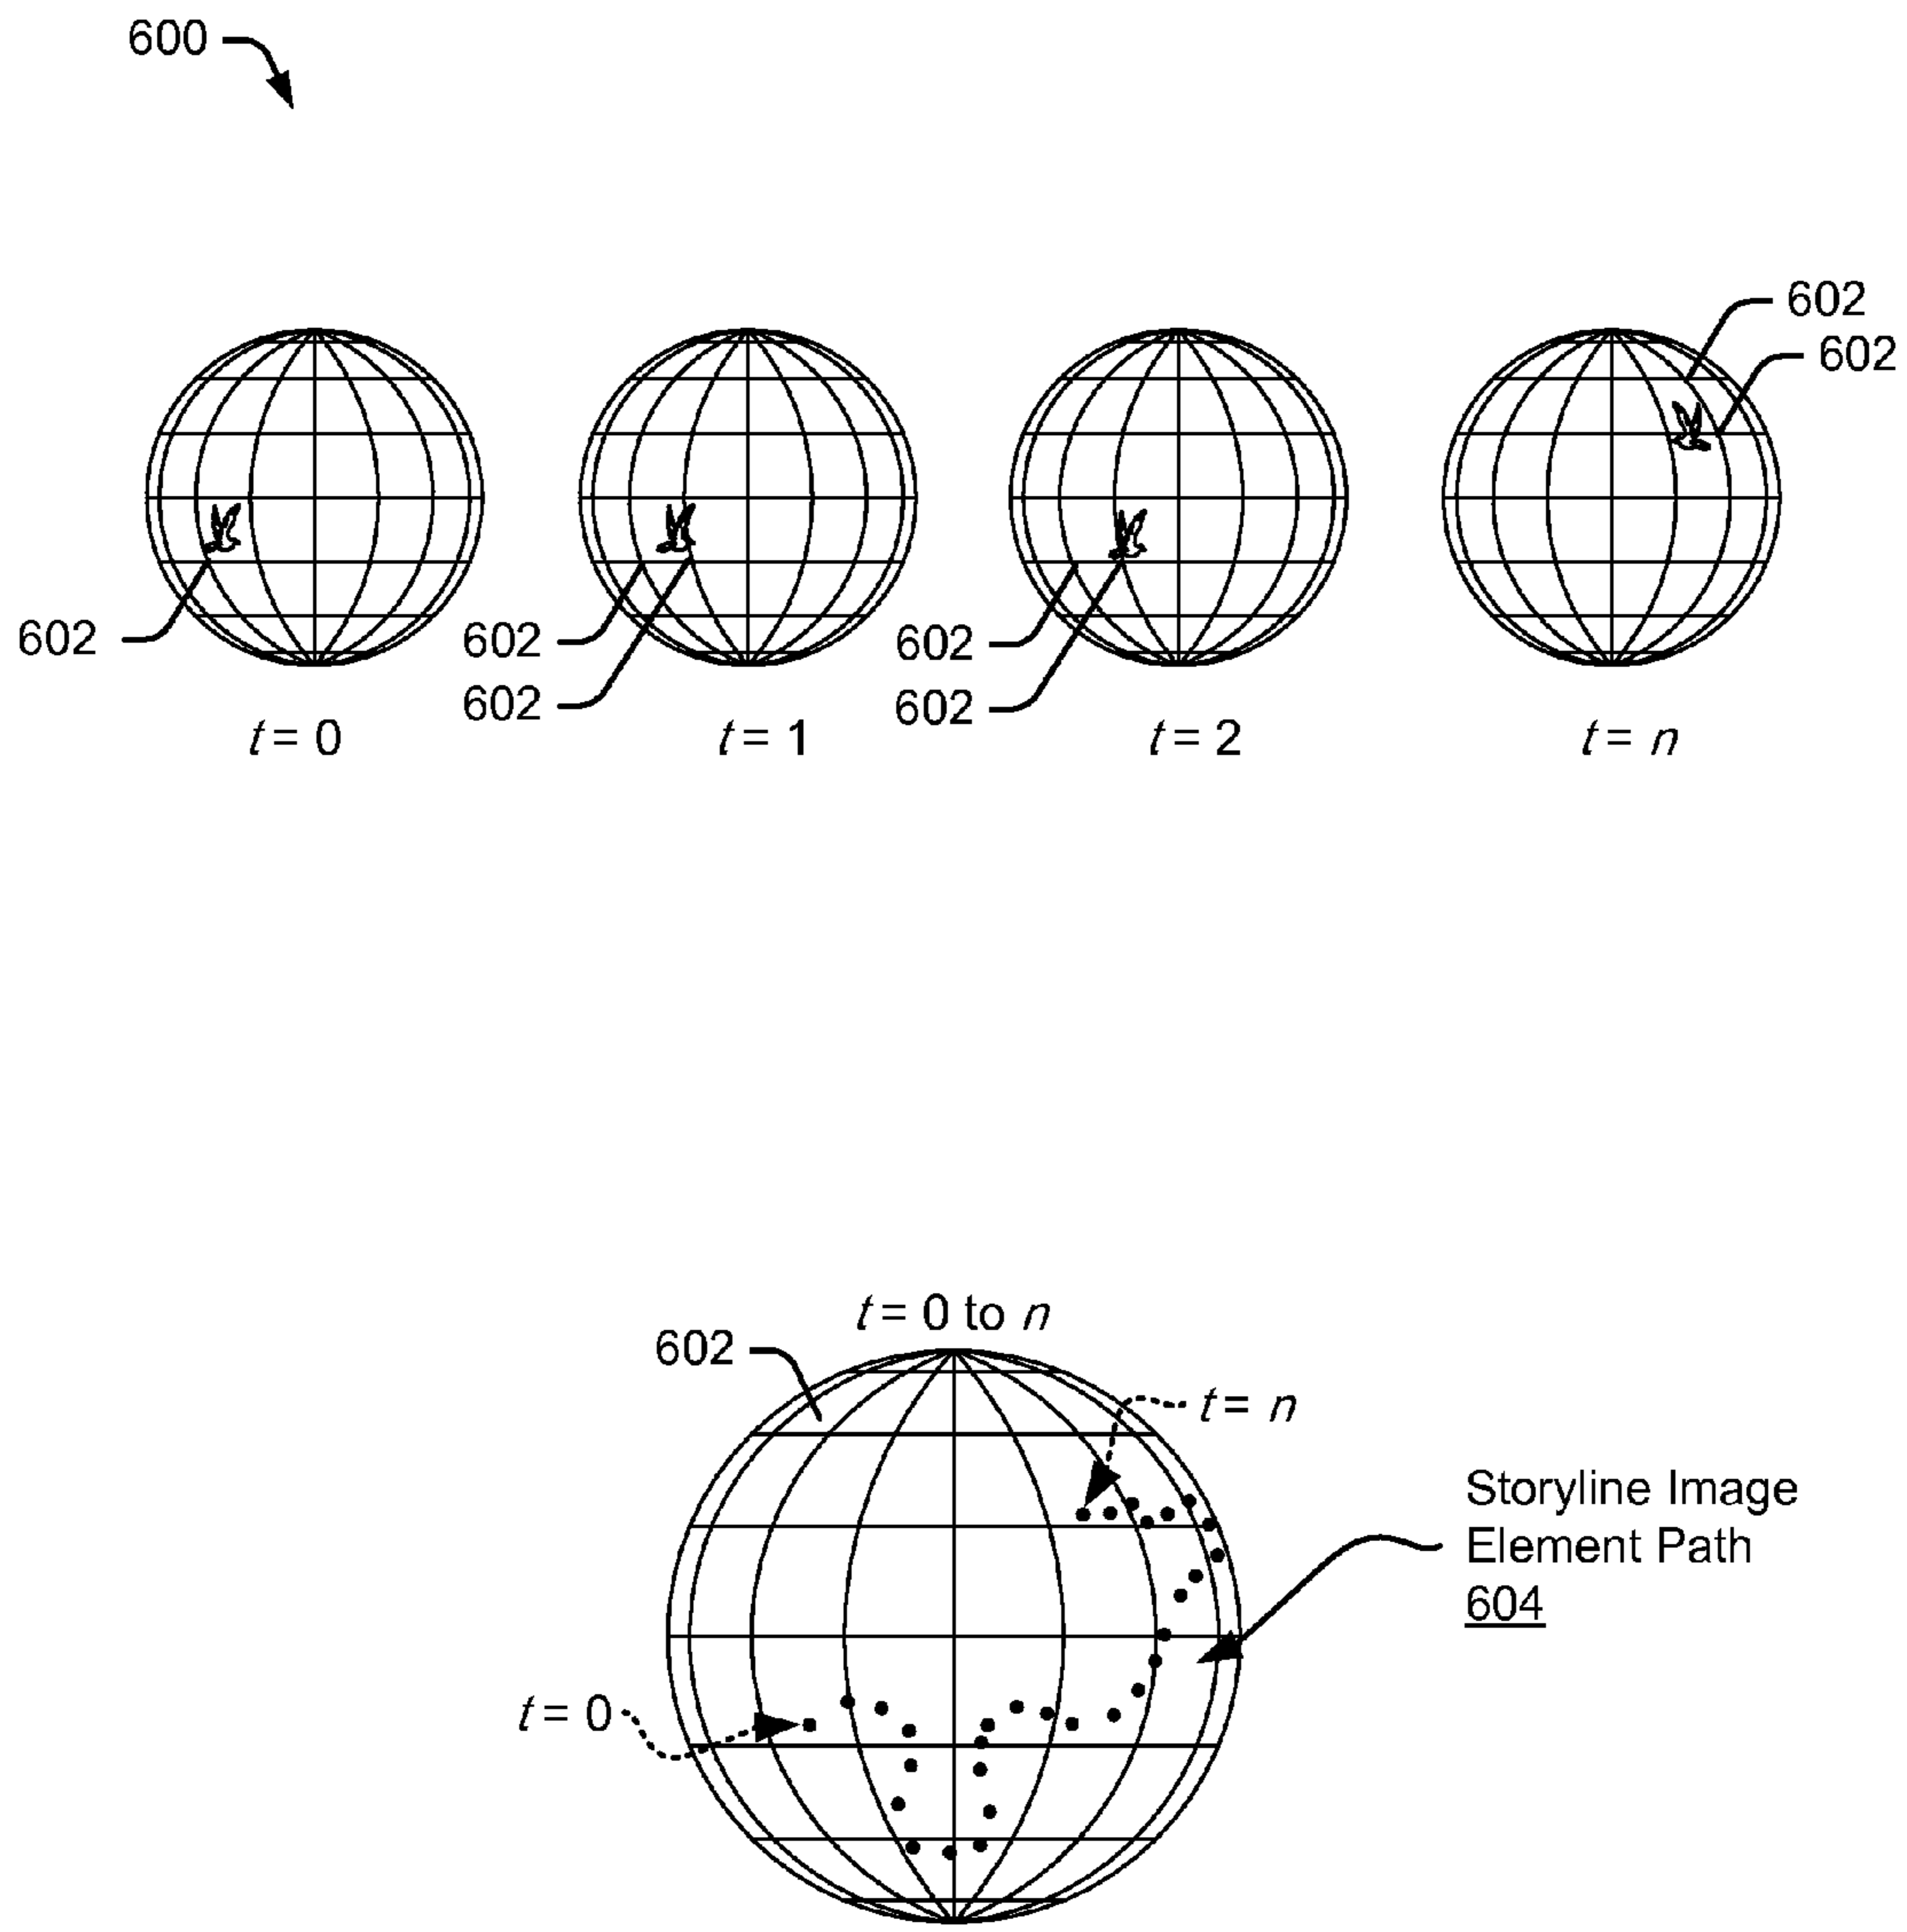 600
602
602
602
602
602
602
602
t = 0
t = 1
t = 2
t = n
t = 0 to n
602
t = n
Storyline Image
Element Path
604
t = 0